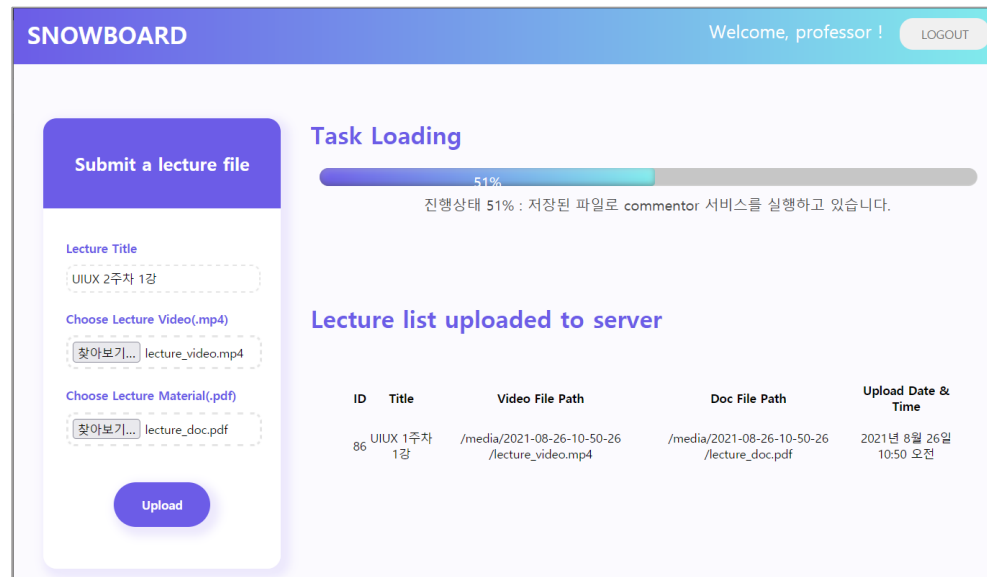 SNOWBOARD
Welcome, professor !
LOGOUT
Submit a lecture file
Lecture Title
UIUX 2주차 1강
Choose Lecture Video(.mp4)
찾아보기... lecture_video.mp4
Choose Lecture Material(.pdf)
찾아보기... lecture_doc.pdf
Upload
Task Loading
51%
진행상태 51% : 저장된 파일로 commentor 서비스를 실행하고 있습니다.
Lecture list uploaded to server
ID Title Video File Path Doc File Path Upload Date &
Time
86 UIUX 1주차 /media/2021-08-26-10-50-26 /media/2021-08-26-10-50-26 2021년 8월 26일
1강 /lecture_video.mp4 /lecture_doc.pdf 10:50 오전